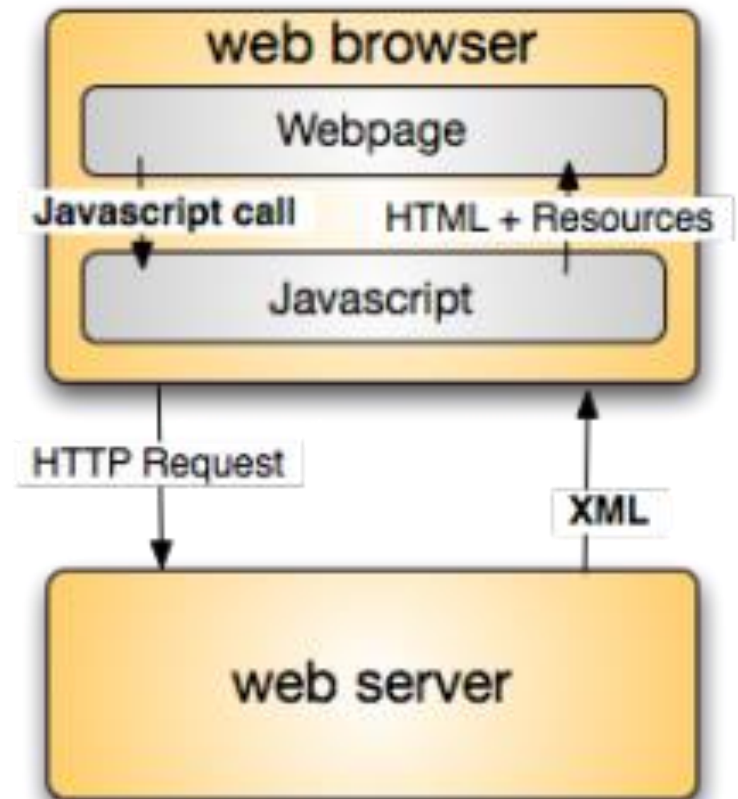 web browser
Webpage
Javascript call
HTML + Resources
Javascript
HTTP Request
XML
web server